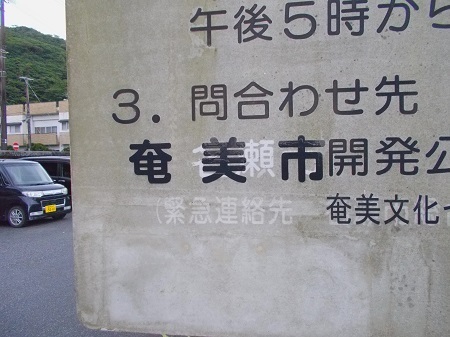 午後5時から
3．問合わせ先
奄美市開発公
(緊急連絡先 奄美文化